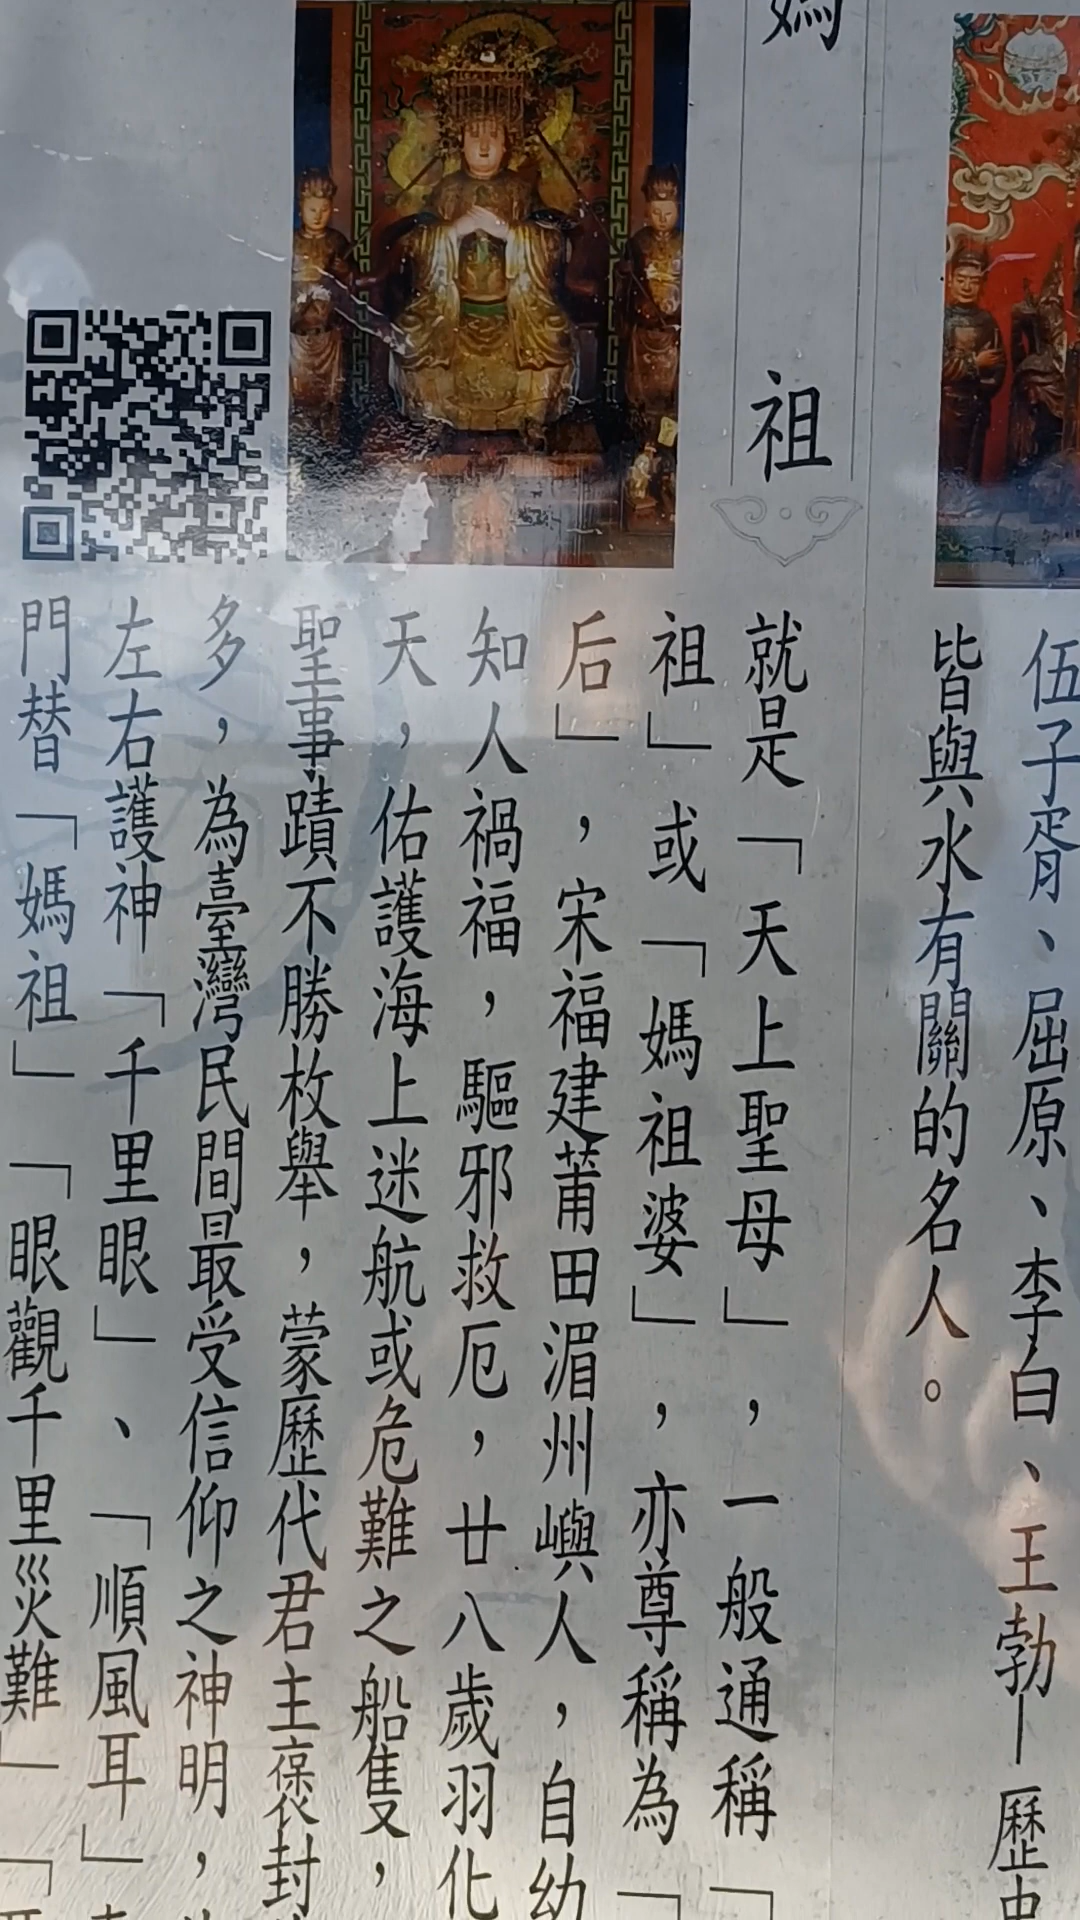 伍子胥、屈原、李白、王勃—歷史
皆與水有關的名人。
媽祖
就是「天上聖母」，一般通稱「
祖」或「媽祖婆」，亦尊稱為「
后」，宋福建莆田湄州嶼人，自幼
知人禍福，驅邪救厄，廿八歲羽化
天，佑護海上迷航或危難之船隻，
聖事蹟不勝枚舉，蒙歷代君主褒封
多，為臺灣民間最受信仰之神明，
左右護神「千里眼」、「順風耳」
門替「媽祖」「眼觀千里災難」「